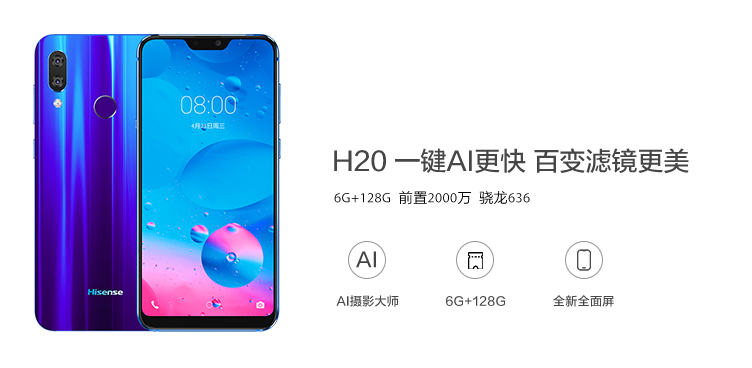 08:00
4月21日周三
Hisense
H20 一键AI更快 百变滤镜更美
6G+128G 前置2000万 骁龙636
AI
AI摄影大师
6G+128G
全新全面屏